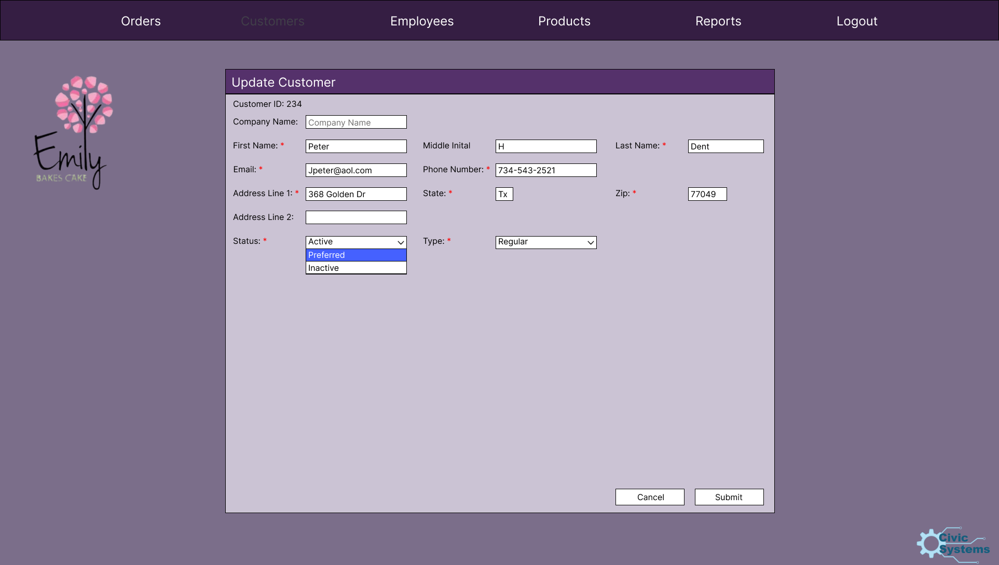 Orders Customers Employees Products Reports Logout
Emily
BAKES CAKE
Update Customer
Customer ID: 234
Company Name: Company Name
First Name: * Peter Middle Inital H Last Name: * Dent
Email: * Jpeter@aol.com Phone Number: * 734-543-2521
Address Line 1: * 368 Golden Dr State: * Tx Zip: * 77049
Address Line 2:
Status: * Active Type: * Regular
Preferred
Inactive
Cancel Submit
Civic
Systems